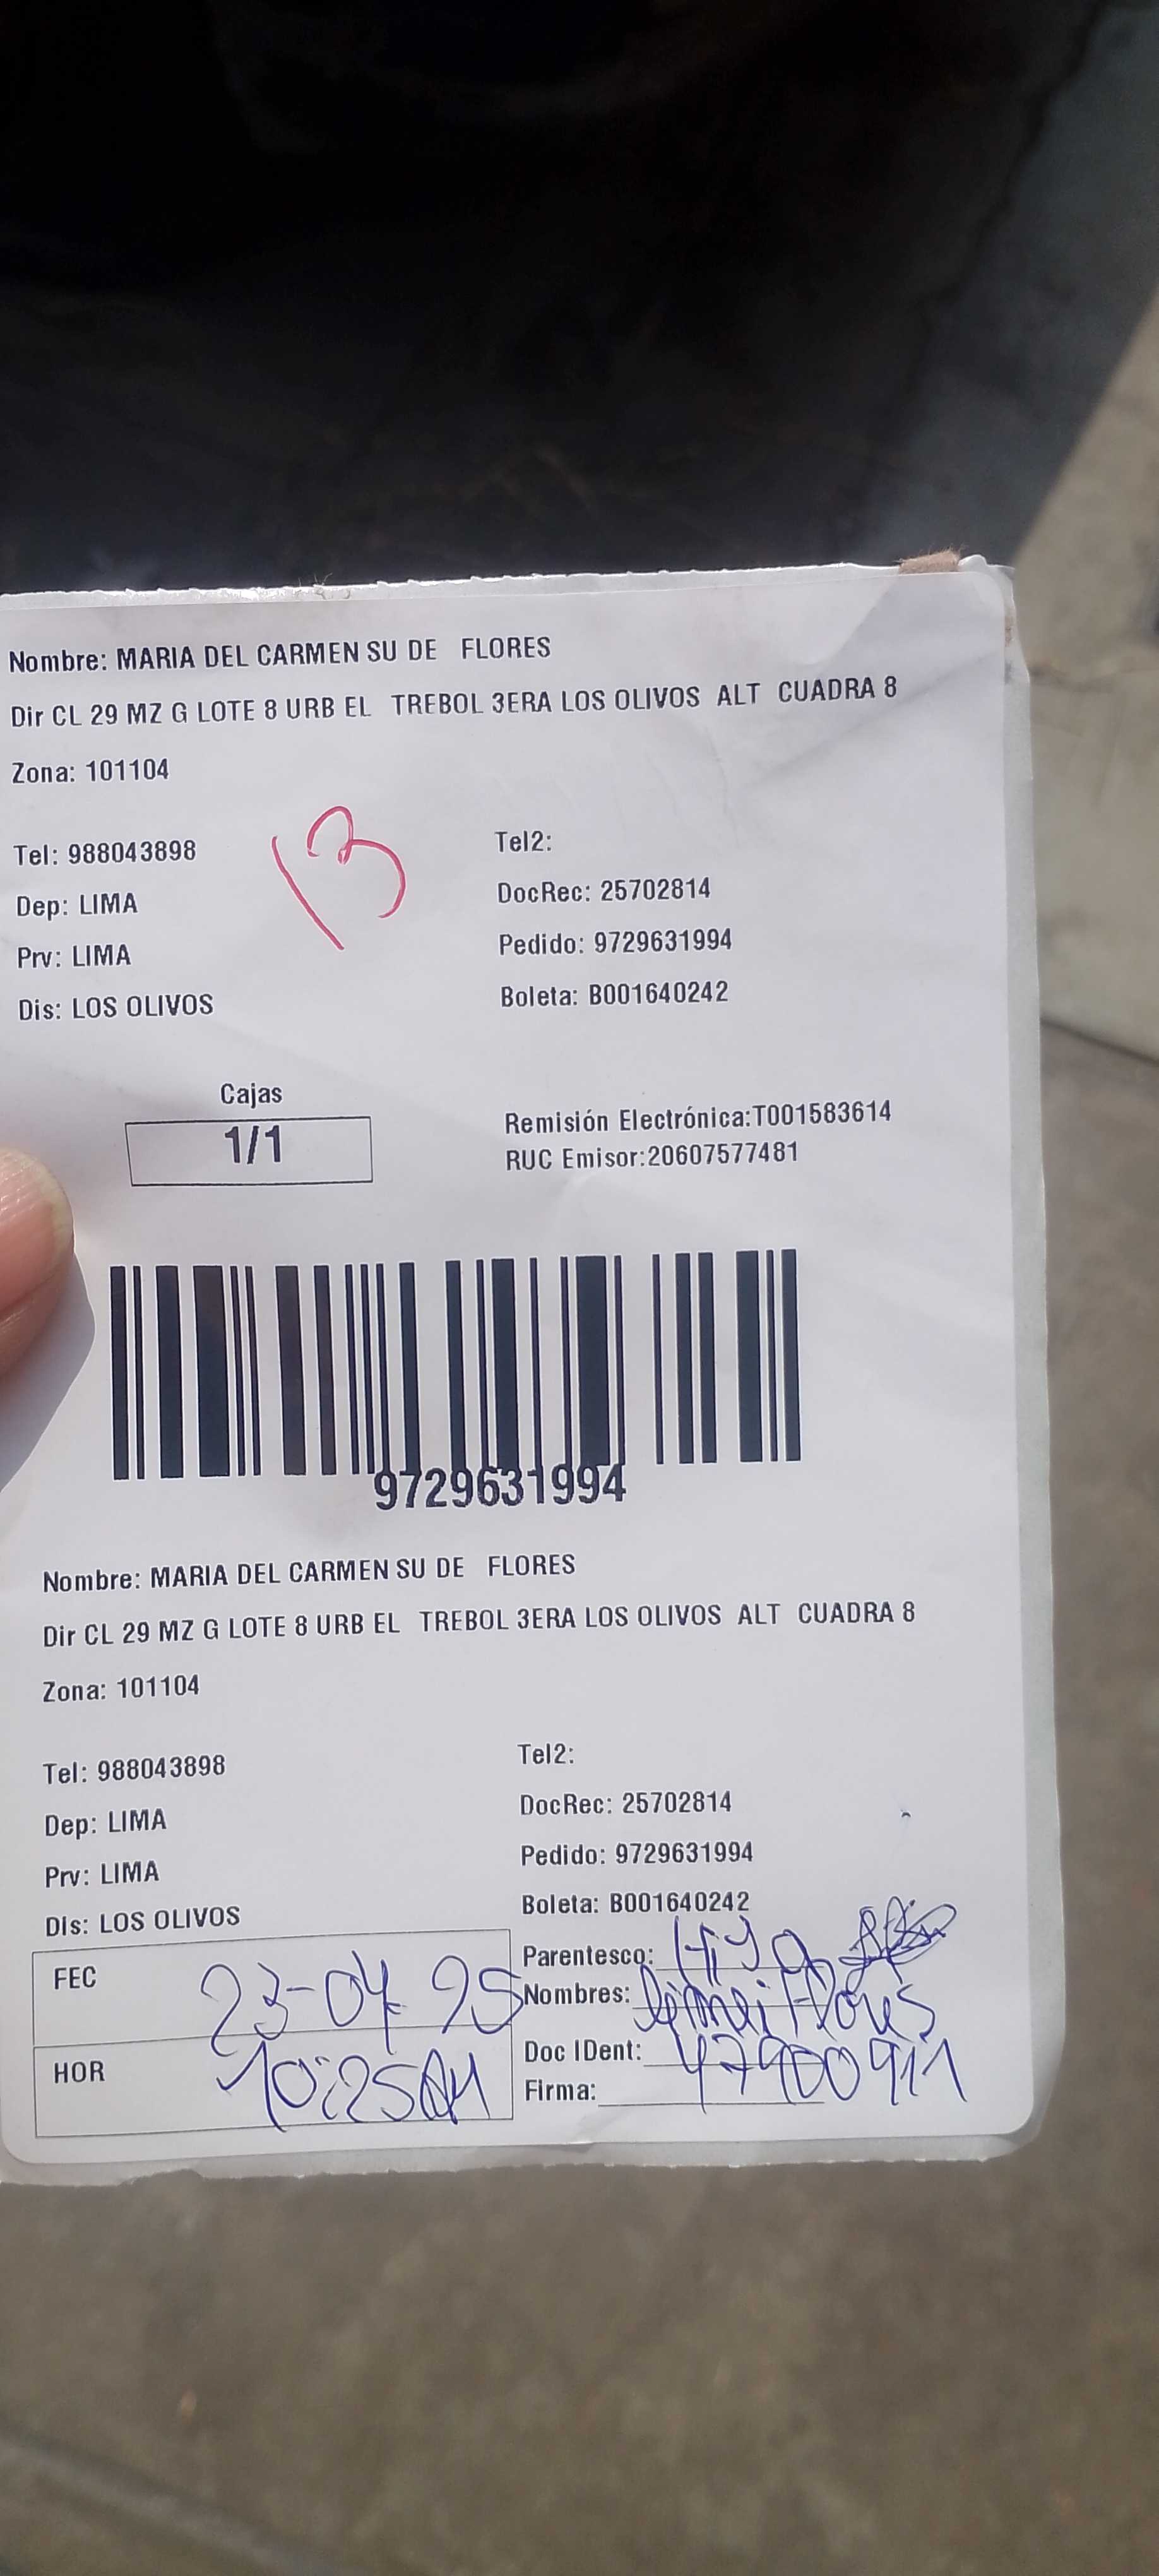 Nombre: MARIA DEL CARMEN SU DE FLORES
Dir CL 29 MZ G LOTE 8 URB EL TREBOL 3ERA LOS OLIVOS ALT CUADRA 8
Zona: 101104
13
Tel: 988043898 Tel2:
Dep: LIMA DocRec: 25702814
Prv: LIMA Pedido: 9729631994
Dis: LOS OLIVOS Boleta: B001640242
Cajas
1/1
Remisión Electrónica:T001583614
RUC Emisor:20607577481
9729631994
Nombre: MARIA DEL CARMEN SU DE FLORES
Dir CL 29 MZ G LOTE 8 URB EL TREBOL 3ERA LOS OLIVOS ALT CUADRA 8
Zona: 101104
Tel: 988043898 Tel2:
Dep: LIMA DocRec: 25702814
Prv: LIMA Pedido: 9729631994
Dis: LOS OLIVOS Boleta: B001640242
FEC 23-04 25
HOR 10:25AM
Parentesco: Hija
Nombres: Flores
Doc IDent: 47900911
Firma: